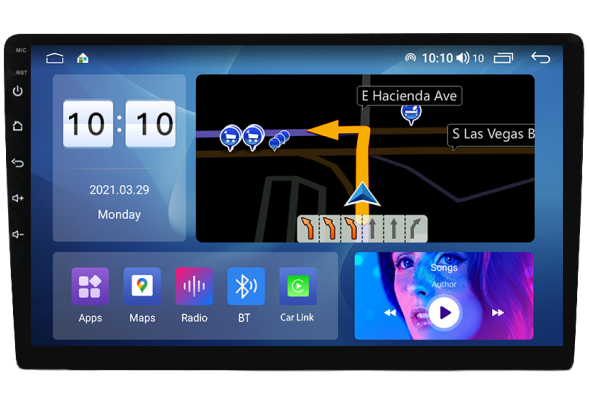 MIC
10:10
10
RST
10:10
2021.03.29
Monday
E Hacienda Ave
S Las Vegas B
Apps
Maps
Radio
BT
Car Link
Songs
Author